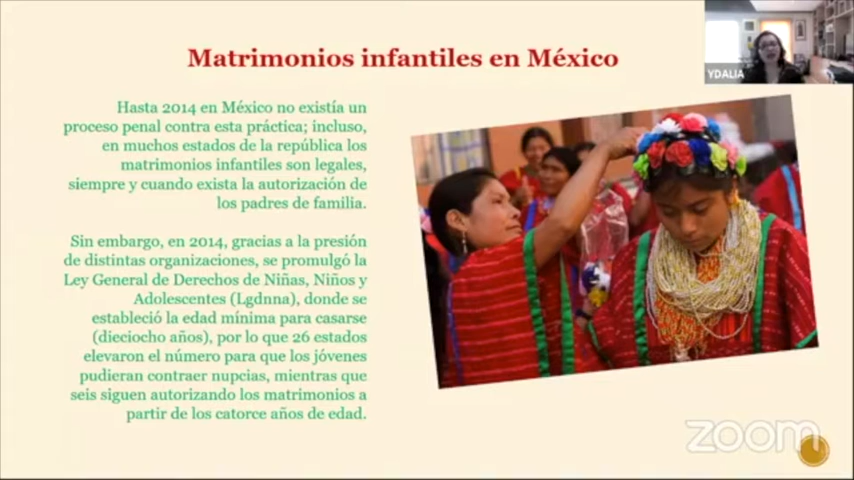 Matrimonios infantiles en México
YDALIA
Hasta 2014 en México no existía un
proceso penal contra esta práctica; incluso,
en muchos estados de la república los
matrimonios infantiles son legales,
siempre y cuando exista la autorización de
los padres de familia.
Sin embargo, en 2014, gracias a la presión
de distintas organizaciones, se promulgó la
Ley General de Derechos de Niñas, Niños y
Adolescentes (Lgdnna), donde se
estableció la edad mínima para casarse
(dieciocho años), por lo que 26 estados
elevaron el número para que los jóvenes
pudieran contraer nupcias, mientras que
seis siguen autorizando los matrimonios a
partir de los catorce años de edad.
zoom